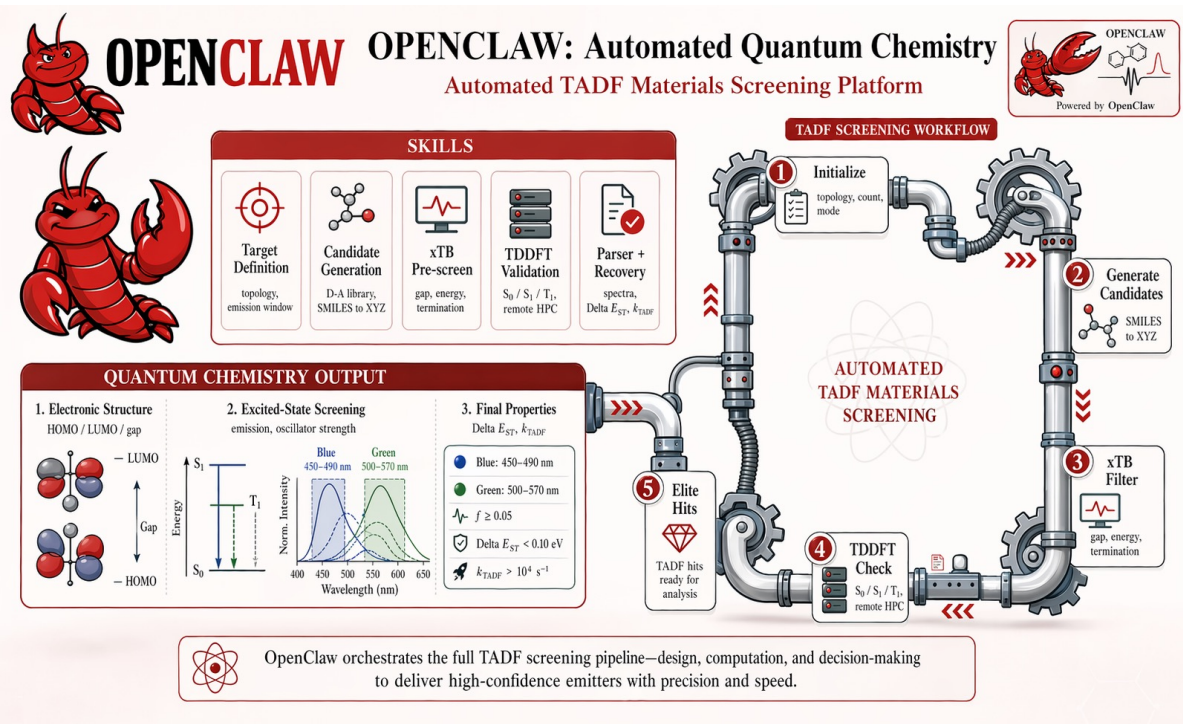 OPENCLAW
OPENCLAW: Automated Quantum Chemistry
Automated TADF Materials Screening Platform
OPENCLAW
Powered by OpenClaw
SKILLS
Target
Definition
topology,
emission window
Candidate
Generation
D-A library,
SMILES to XYZ
xTB
Pre-screen
gap, energy,
termination
TDDFT
Validation
S₀ / S₁ / T₁,
remote HPC
Parser +
Recovery
spectra,
Delta E_ST, k_TADF
TADF SCREENING WORKFLOW
1
Initialize
topology, count,
mode
2
Generate
Candidates
SMILES
to XYZ
3
xTB
Filter
gap, energy,
termination
4
TDDFT
Check
S₀ / S₁ / T₁,
remote HPC
5
Elite
Hits
TADF hits
ready for
analysis
AUTOMATED
TADF MATERIALS
SCREENING
QUANTUM CHEMISTRY OUTPUT
1. Electronic Structure
HOMO / LUMO / gap
LUMO
Gap
HOMO
2. Excited-State Screening
emission, oscillator strength
Energy
S₁
T₁
S₀
Blue
450–490 nm
Green
500–570 nm
Norm. Intensity
400 450 500 550 600 650
Wavelength (nm)
3. Final Properties
Delta E_ST, k_TADF
Blue: 450–490 nm
Green: 500–570 nm
f ≥ 0.05
Delta E_ST < 0.10 eV
k_TADF > 10⁴ s⁻¹
OpenClaw orchestrates the full TADF screening pipeline—design, computation, and decision-making
to deliver high-confidence emitters with precision and speed.